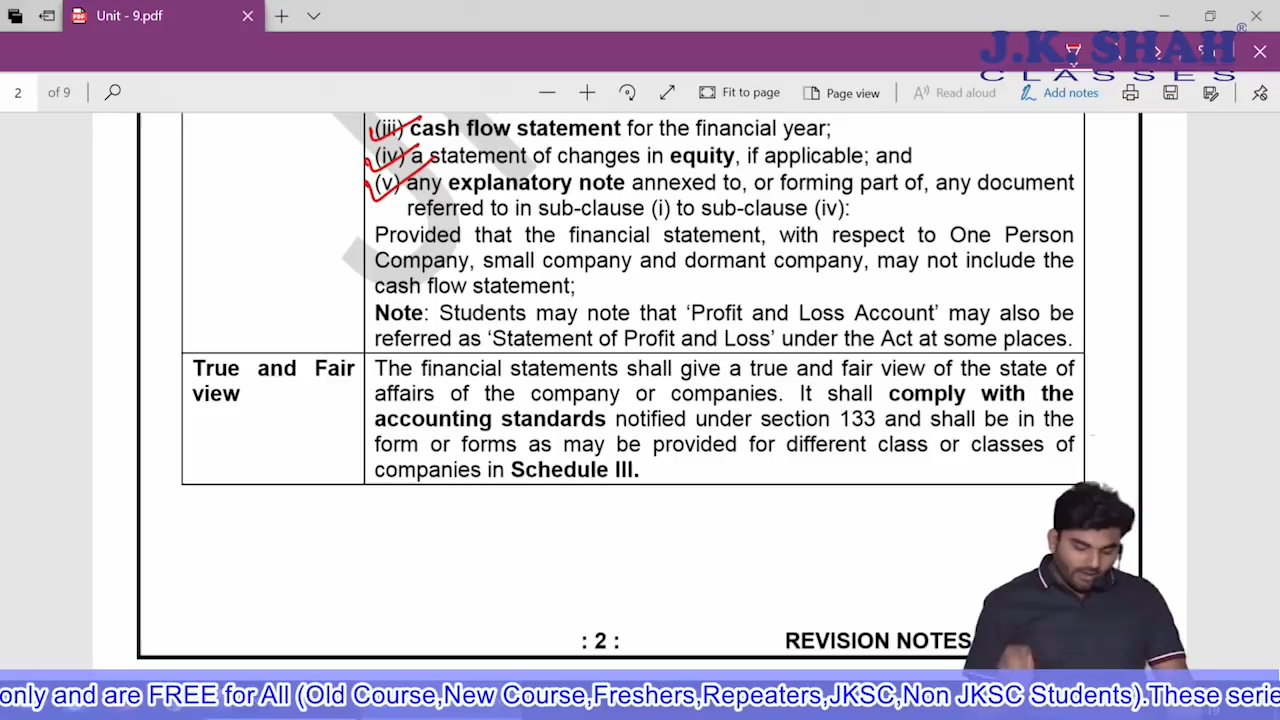 Unit - 9.pdf
J.K. SHAH ®
CLASSES
2 of 9
Fit to page
Page view
Read aloud
Add notes
(iii) cash flow statement for the financial year;
(iv) a statement of changes in equity, if applicable; and
(v) any explanatory note annexed to, or forming part of, any document
referred to in sub-clause (i) to sub-clause (iv):
Provided that the financial statement, with respect to One Person
Company, small company and dormant company, may not include the
cash flow statement;
Note: Students may note that ‘Profit and Loss Account’ may also be
referred as ‘Statement of Profit and Loss’ under the Act at some places.
True and Fair
view
The financial statements shall give a true and fair view of the state of
affairs of the company or companies. It shall comply with the
accounting standards notified under section 133 and shall be in the
form or forms as may be provided for different class or classes of
companies in Schedule III.
: 2 :
REVISION NOTES
only and are FREE for All (Old Course,New Course,Freshers,Repeaters,JKSC,Non JKSC Students).These serie